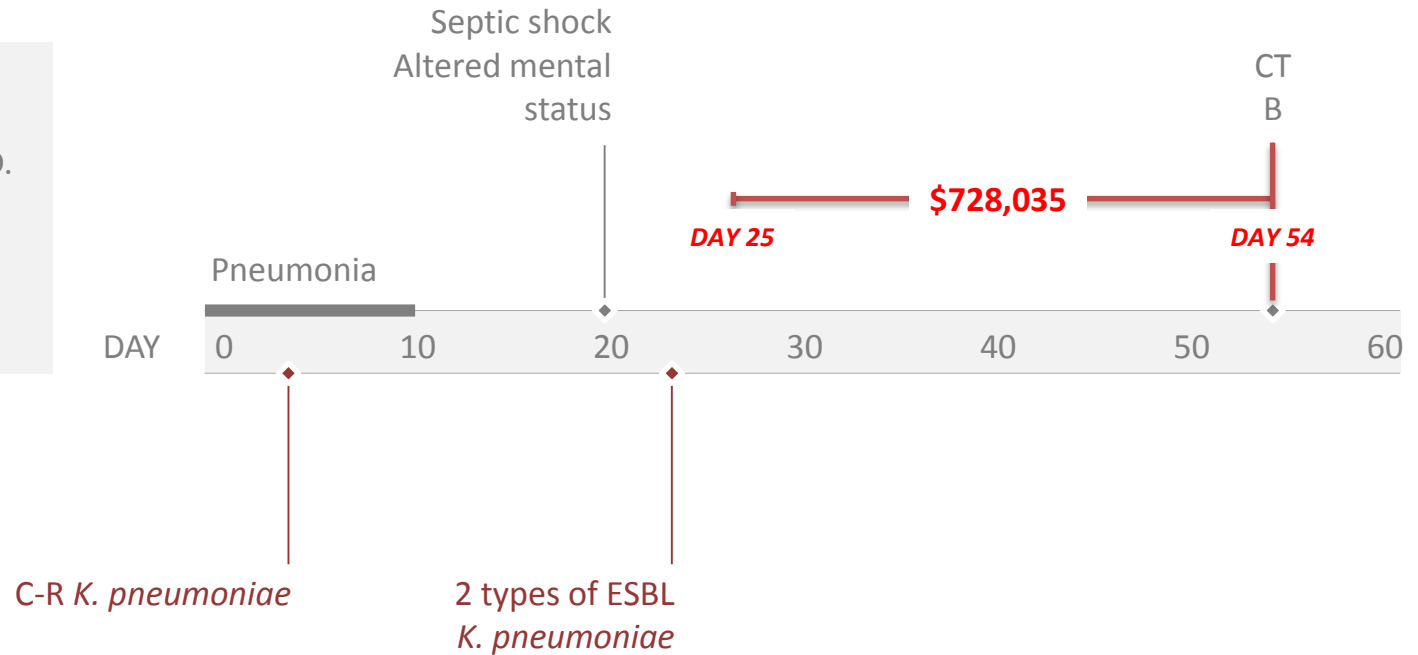 Septic shock
Altered mental
status
CT
B
$728,035
DAY 25
DAY 54
Pneumonia
DAY 0 10 20 30 40 50 60
C-R K. pneumoniae
2 types of ESBL
K. pneumoniae